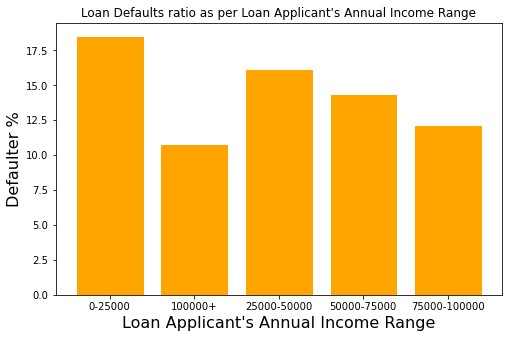 Loan Defaults ratio as per Loan Applicant's Annual Income Range
Defaulter %
17.5
15.0
12.5
10.0
7.5
5.0
2.5
0.0
0-25000 100000+ 25000-50000 50000-75000 75000-100000
Loan Applicant's Annual Income Range